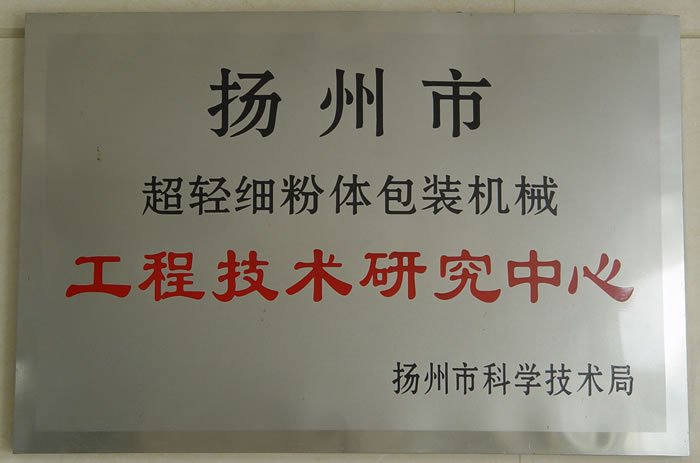 扬州市
超轻细粉体包装机械
工程技术研究中心
扬州市科学技术局